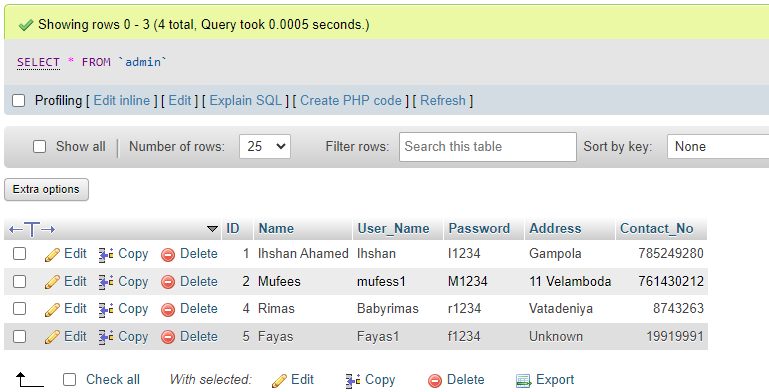 Showing rows 0 - 3 (4 total, Query took 0.0005 seconds.)
SELECT * FROM `admin`
Profiling [ Edit inline ] [ Edit ] [ Explain SQL ] [ Create PHP code ] [ Refresh ]
Show all Number of rows: 25 Filter rows: Search this table Sort by key: None
Extra options
ID Name User_Name Password Address Contact_No
Edit Copy Delete 1 Ihshan Ahamed Ihshan I1234 Gampola 785249280
Edit Copy Delete 2 Mufees mufess1 M1234 11 Velamboda 761430212
Edit Copy Delete 4 Rimas Babyrimas r1234 Vatadeniya 8743263
Edit Copy Delete 5 Fayas Fayas1 f1234 Unknown 19919991
Check all With selected: Edit Copy Delete Export